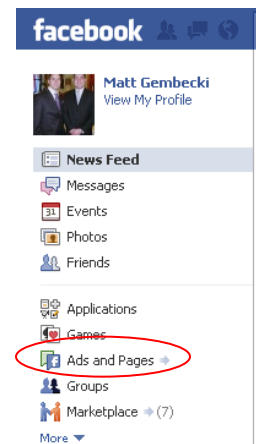 facebook
Matt Gembecki
View My Profile
News Feed
Messages
31 Events
Photos
Friends
Applications
Games
Ads and Pages
Groups
Marketplace (7)
More